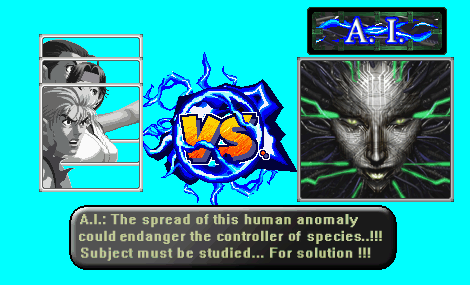 A. I.
VS.
A.I.: The spread of this human anomaly
could endanger the controller of species..!!!
Subject must be studied... For solution !!!